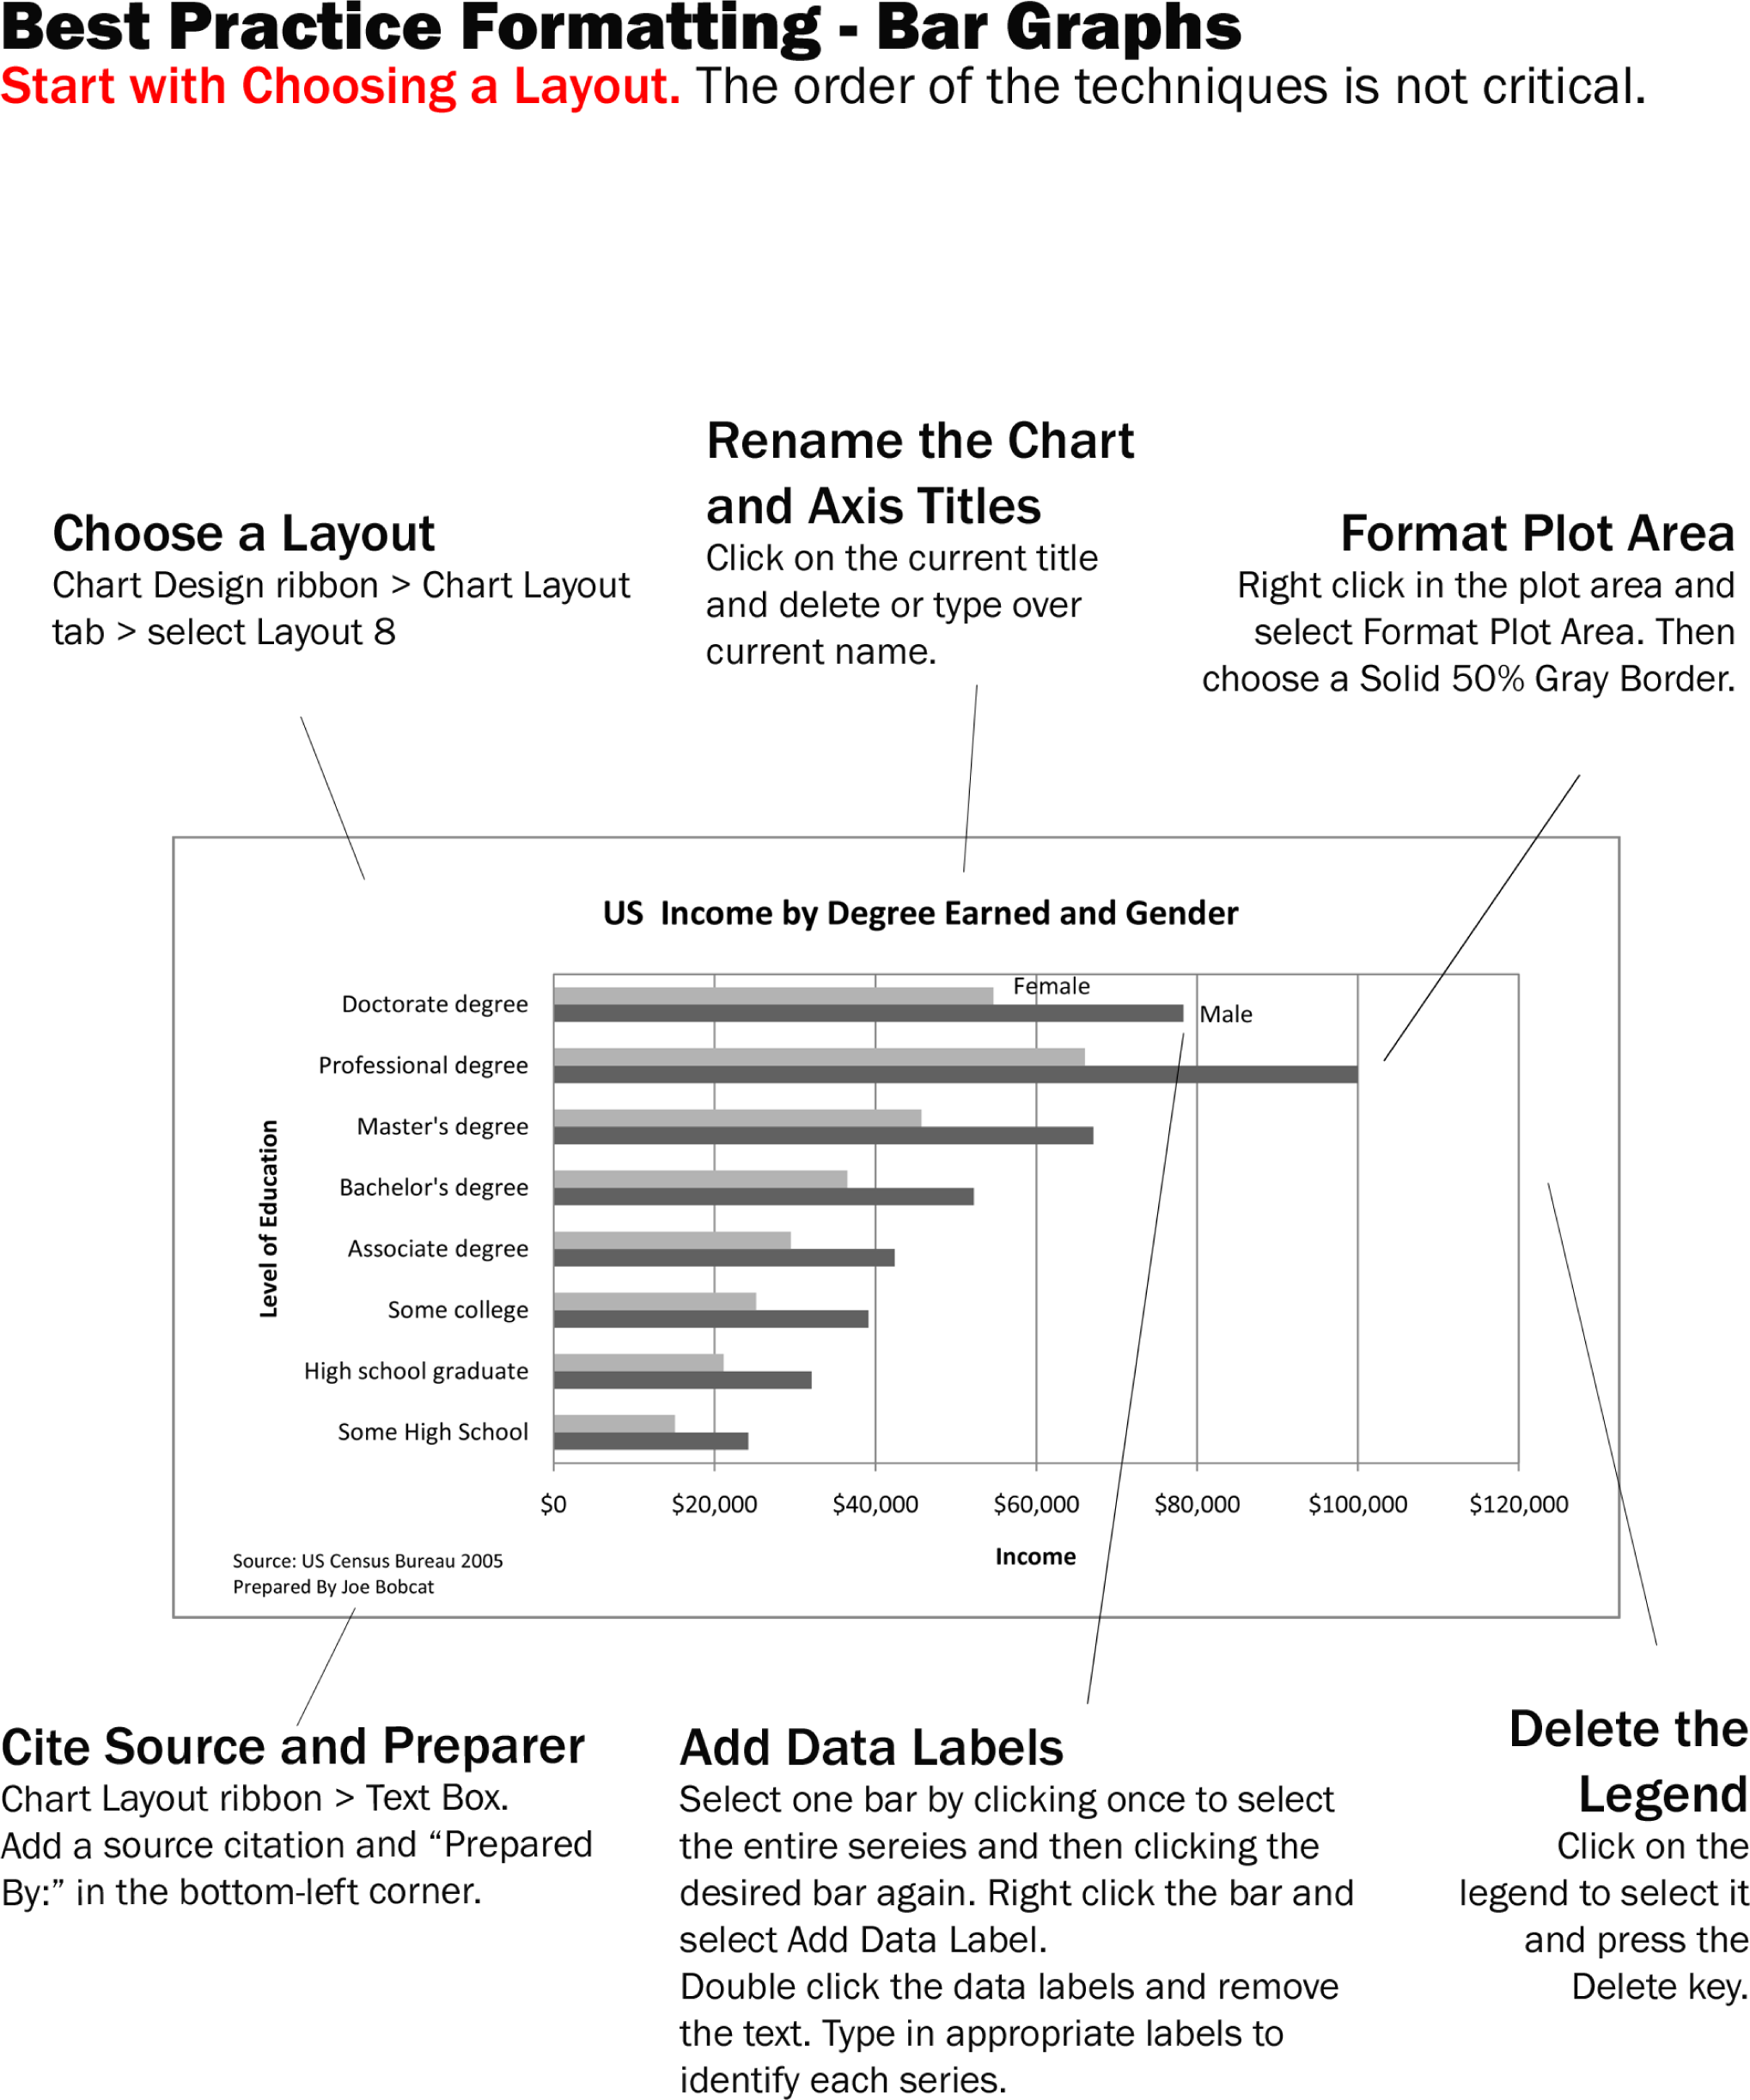 Best Practice Formatting - Bar Graphs
Start with Choosing a Layout. The order of the techniques is not critical.
Choose a Layout
Chart Design ribbon > Chart Layout
tab > select Layout 8
Rename the Chart
and Axis Titles
Click on the current title
and delete or type over
current name.
Format Plot Area
Right click in the plot area and
select Format Plot Area. Then
choose a Solid 50% Gray Border.
US  Income by Degree Earned and Gender
Level of Education
Doctorate degree
Female
Male
Professional degree
Master's degree
Bachelor's degree
Associate degree
Some college
High school graduate
Some High School
$0 $20,000 $40,000 $60,000 $80,000 $100,000 $120,000
Income
Source: US Census Bureau 2005
Prepared By Joe Bobcat
Cite Source and Preparer
Chart Layout ribbon > Text Box.
Add a source citation and “Prepared
By:” in the bottom-left corner.
Add Data Labels
Select one bar by clicking once to select
the entire sereies and then clicking the
desired bar again. Right click the bar and
select Add Data Label.
Double click the data labels and remove
the text. Type in appropriate labels to
identify each series.
Delete the
Legend
Click on the
legend to select it
and press the
Delete key.